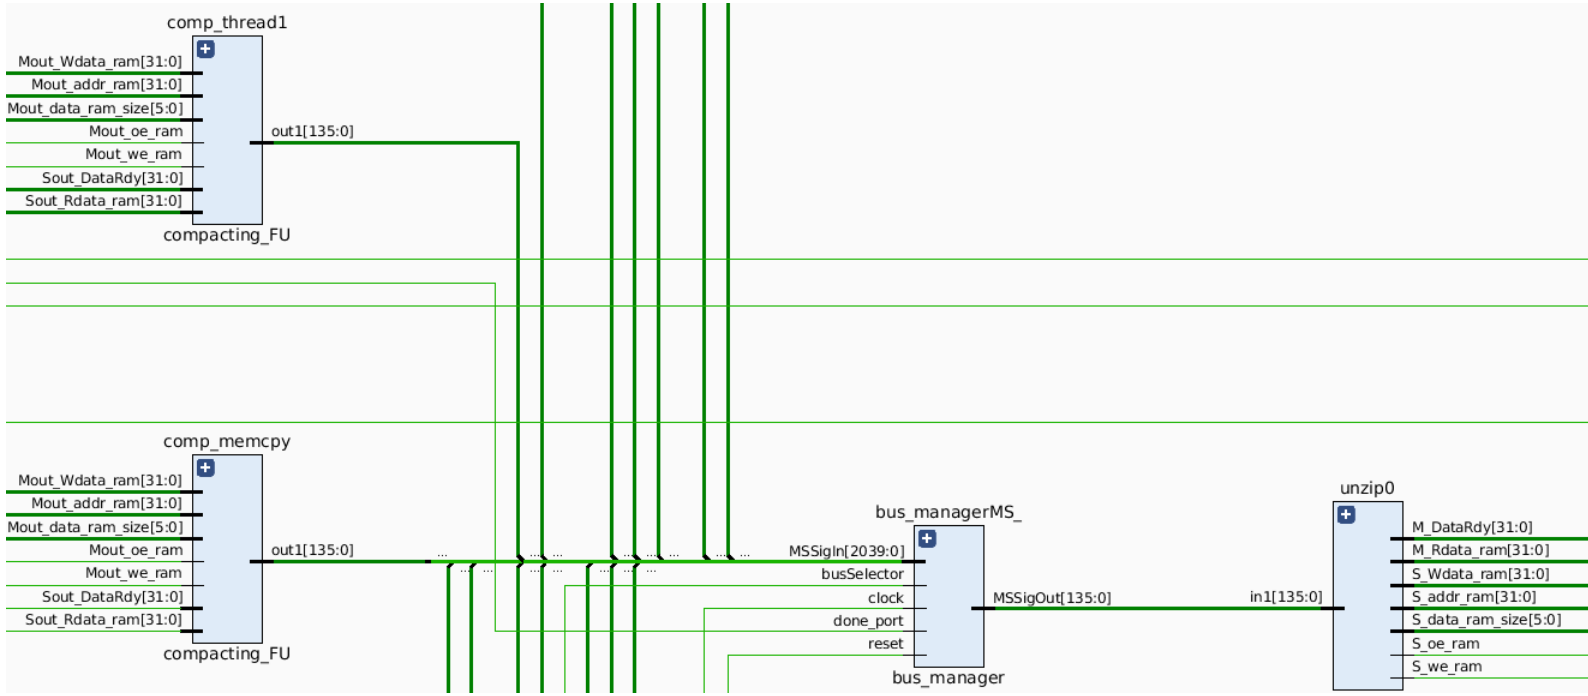 comp_thread1
Mout_Wdata_ram[31:0]
Mout_addr_ram[31:0]
Mout_data_ram_size[5:0]
Mout_oe_ram
Mout_we_ram
Sout_DataRdy[31:0]
Sout_Rdata_ram[31:0]
out1[135:0]
compacting_FU
comp_memcpy
Mout_Wdata_ram[31:0]
Mout_addr_ram[31:0]
Mout_data_ram_size[5:0]
Mout_oe_ram
Mout_we_ram
Sout_DataRdy[31:0]
Sout_Rdata_ram[31:0]
out1[135:0]
compacting_FU
... ... ... ... ...
... ... ... ...
bus_managerMS_
MSSigIn[2039:0]
busSelector
clock
done_port
reset
MSSigOut[135:0]
bus_manager
unzip0
in1[135:0]
M_DataRdy[31:0]
M_Rdata_ram[31:0]
S_Wdata_ram[31:0]
S_addr_ram[31:0]
S_data_ram_size[5:0]
S_oe_ram
S_we_ram